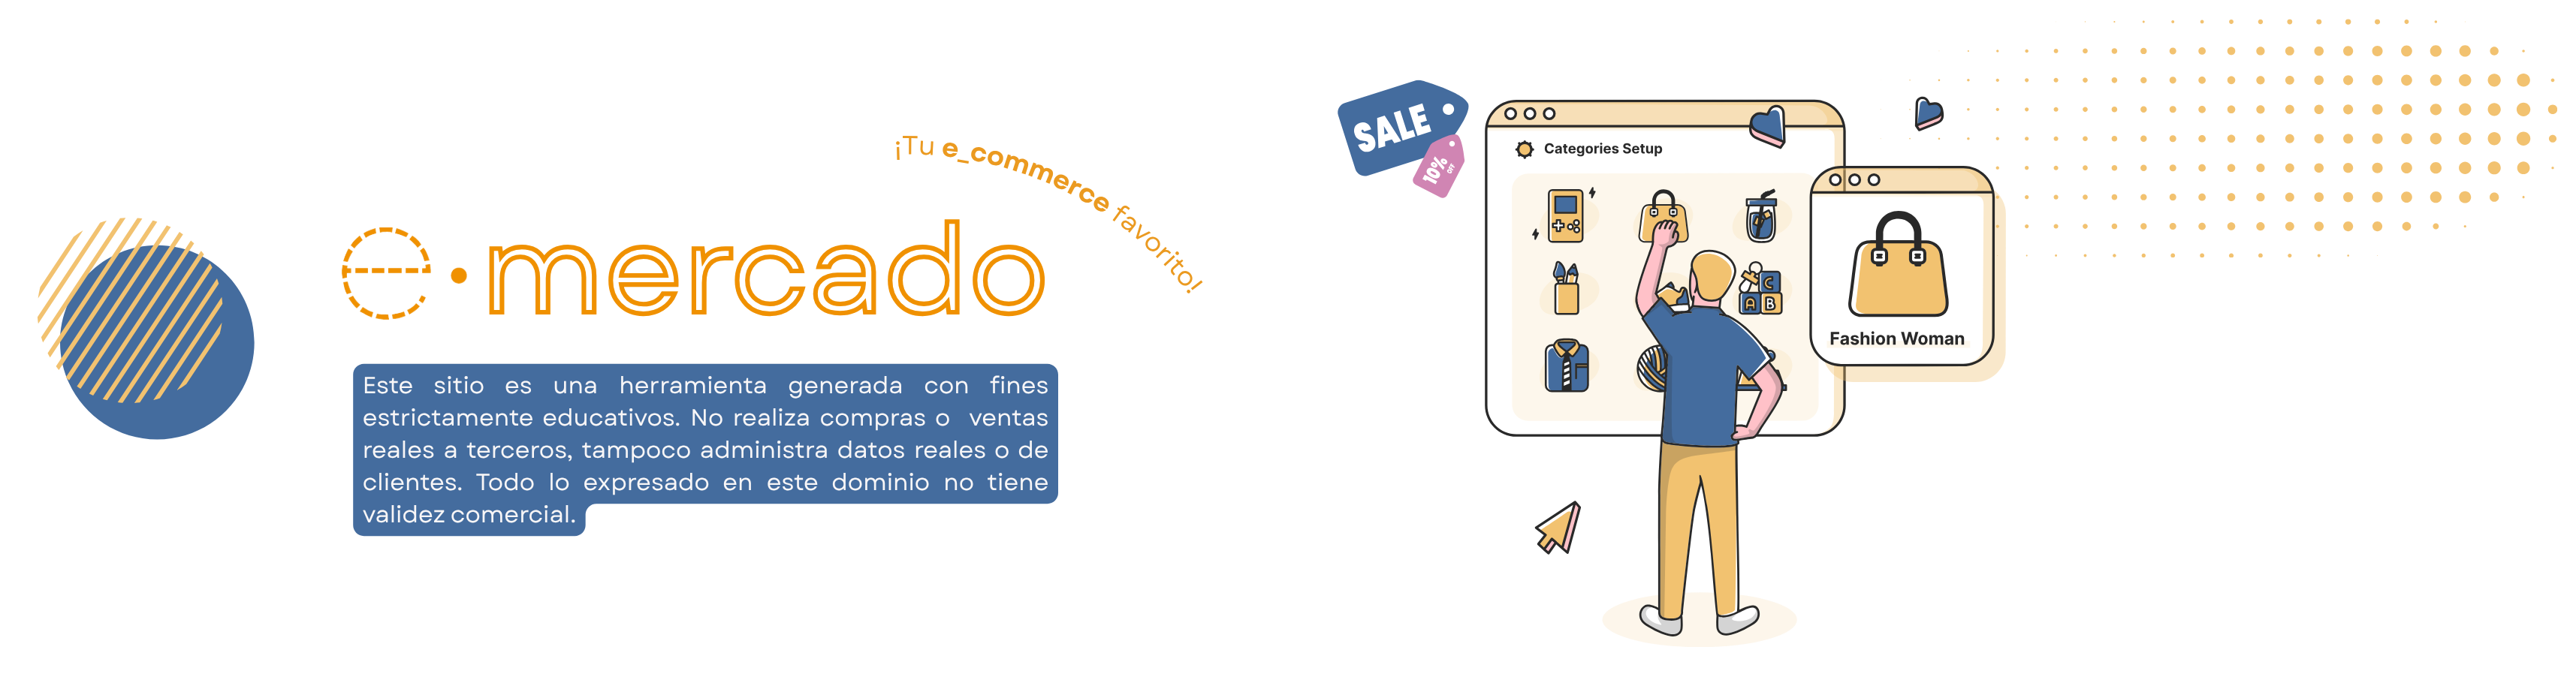 ¡Tu e_commerce favorito!
e·mercado
Este sitio es una herramienta generada con fines
estrictamente educativos. No realiza compras o ventas
reales a terceros, tampoco administra datos reales o de
clientes. Todo lo expresado en este dominio no tiene
validez comercial.
SALE
10%
OFF
Categories Setup
C
A B
Fashion Woman